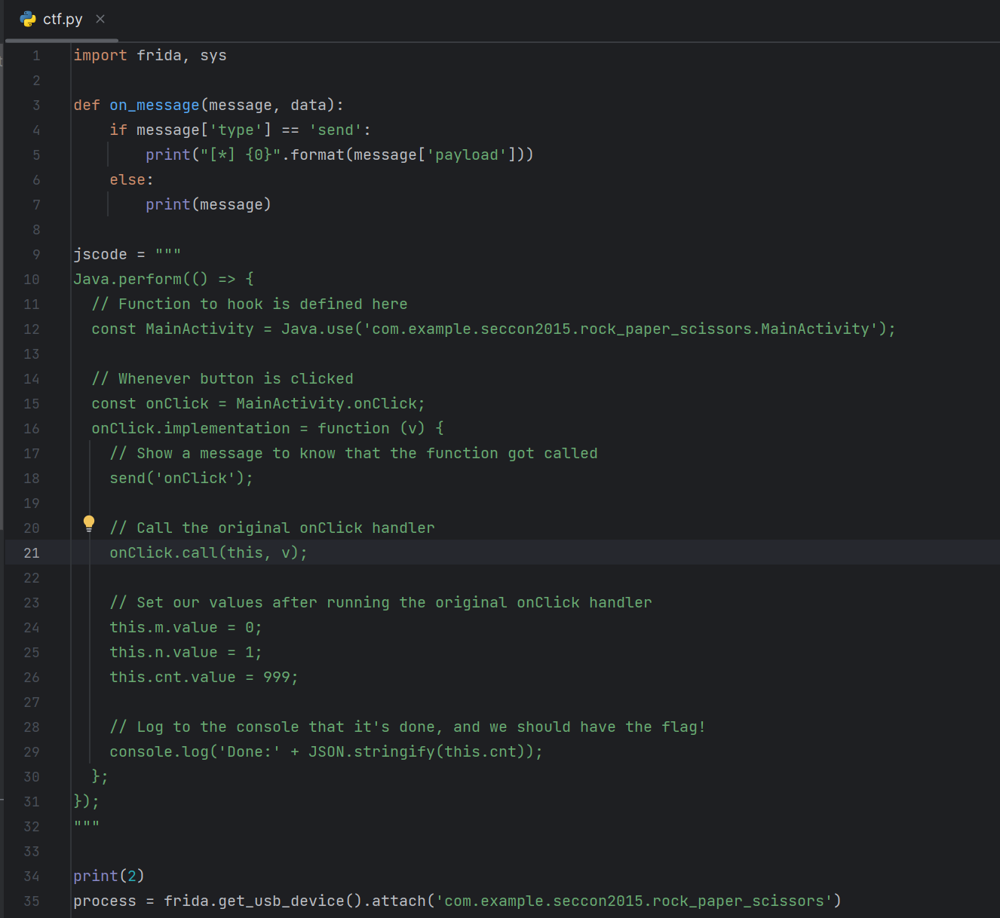 ctf.py
1 import frida, sys
2
3 def on_message(message, data):
4     if message['type'] == 'send':
5         print("[*] {0}".format(message['payload']))
6     else:
7         print(message)
8
9 jscode = """
10 Java.perform(() => {
11   // Function to hook is defined here
12   const MainActivity = Java.use('com.example.seccon2015.rock_paper_scissors.MainActivity');
13
14   // Whenever button is clicked
15   const onClick = MainActivity.onClick;
16   onClick.implementation = function (v) {
17     // Show a message to know that the function got called
18     send('onClick');
19
20     // Call the original onClick handler
21     onClick.call(this, v);
22
23     // Set our values after running the original onClick handler
24     this.m.value = 0;
25     this.n.value = 1;
26     this.cnt.value = 999;
27
28     // Log to the console that it's done, and we should have the flag!
29     console.log('Done:' + JSON.stringify(this.cnt));
30   };
31 });
32 """
33
34 print(2)
35 process = frida.get_usb_device().attach('com.example.seccon2015.rock_paper_scissors')